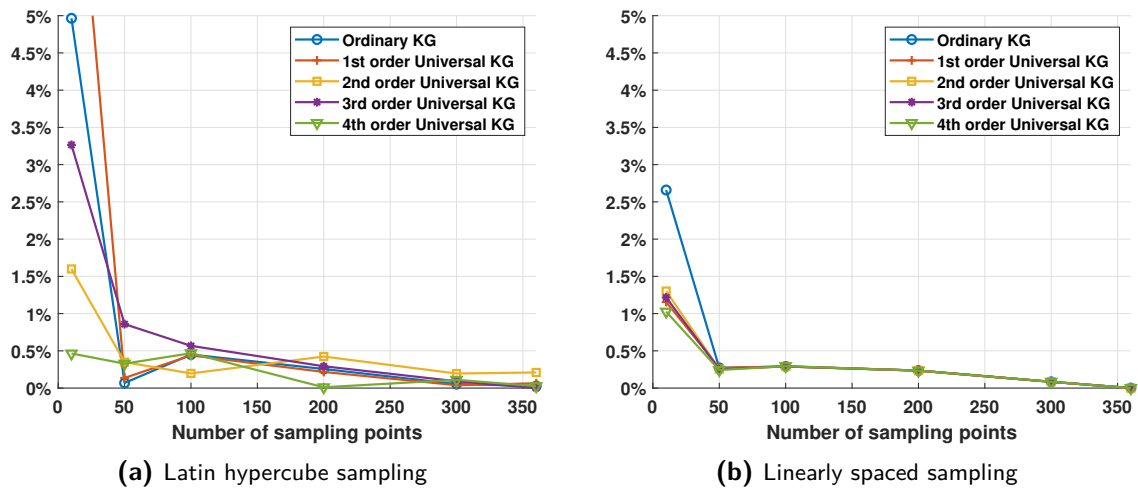 5%
4.5%
4%
3.5%
3%
2.5%
2%
1.5%
1%
0.5%
0%
0 50 100 150 200 250 300 350
Number of sampling points
Ordinary KG
1st order Universal KG
2nd order Universal KG
3rd order Universal KG
4th order Universal KG
(a) Latin hypercube sampling
5%
4.5%
4%
3.5%
3%
2.5%
2%
1.5%
1%
0.5%
0%
0 50 100 150 200 250 300 350
Number of sampling points
Ordinary KG
1st order Universal KG
2nd order Universal KG
3rd order Universal KG
4th order Universal KG
(b) Linearly spaced sampling